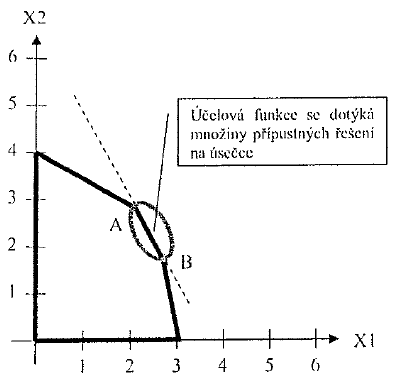 X2
6
5
Účelová funkce se dotýká
množiny přípustných řešení
na úsečce
4
3
A
2
B
1
X1
1 2 3 4 5 6